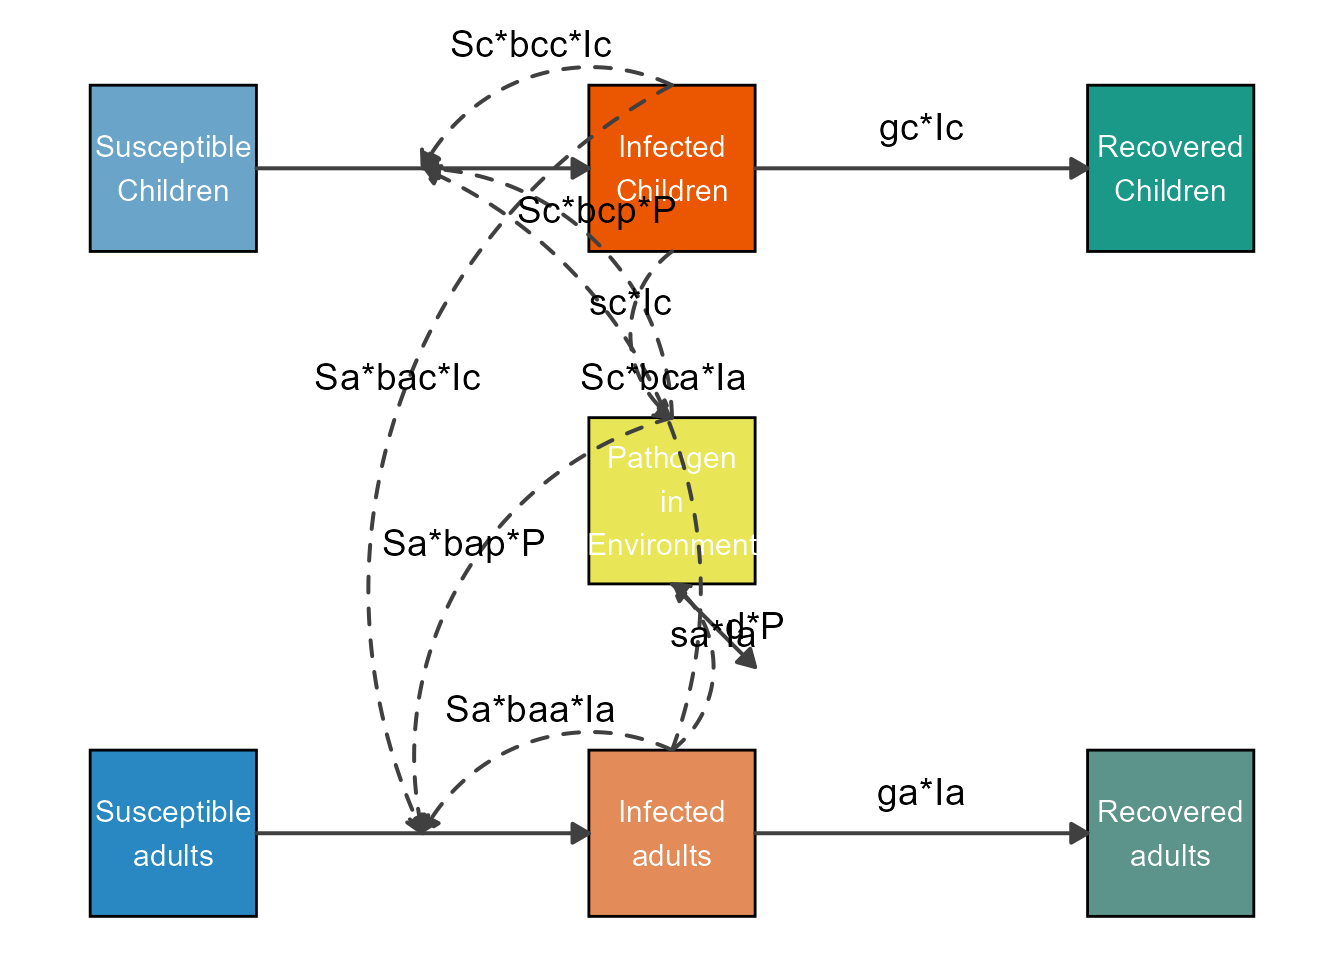 Sc*bcc*Ic
Susceptible
Children
Infected
Children
gc*Ic
Recovered
Children
Sc*bcp*P
sc*Ic
Sa*bac*Ic
Sc*bca*Ia
Pathogen
in
Environment
Sa*bap*P
d*P
sa*Ia
Sa*baa*Ia
Susceptible
adults
Infected
adults
ga*Ia
Recovered
adults